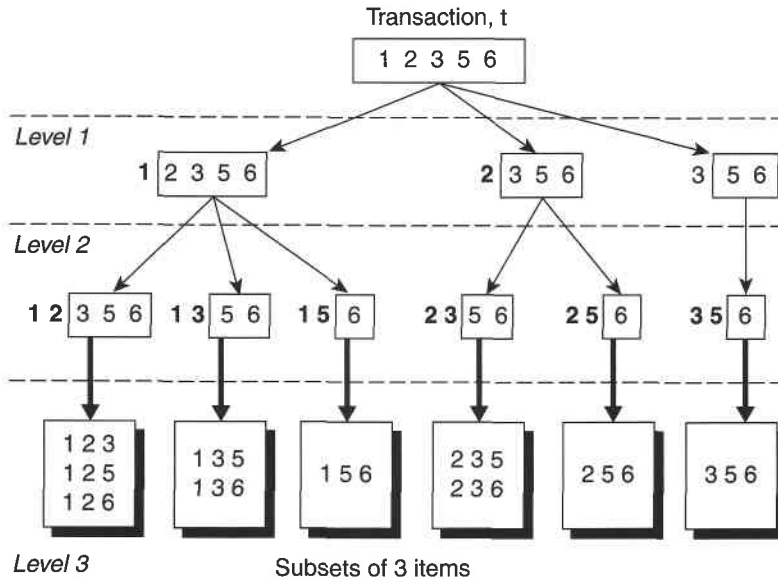 Transaction, t
1 2 3 5 6
Level 1
1 2 3 5 6
2 3 5 6
3 5 6
Level 2
1 2 3 5 6
1 3 5 6
1 5 6
2 3 5 6
2 5 6
3 5 6
1 2 3
1 2 5
1 2 6
1 3 5
1 3 6
1 5 6
2 3 5
2 3 6
2 5 6
3 5 6
Level 3
Subsets of 3 items